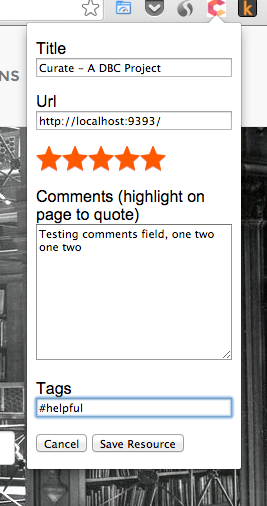 NS
Title
Curate – A DBC Project
Url
http://localhost:9393/
Comments (highlight on
page to quote)
Testing comments field, one two
one two
Tags
#helpful
Cancel Save Resource